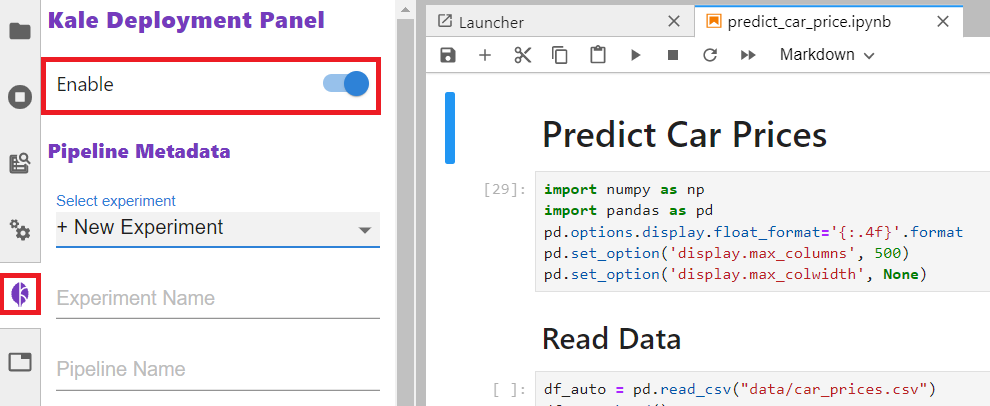 Kale Deployment Panel
Enable
Pipeline Metadata
Select experiment
+ New Experiment
Experiment Name
Pipeline Name
Launcher
predict_car_price.ipynb
Markdown
Predict Car Prices
[29]:
import numpy as np
import pandas as pd
pd.options.display.float_format='{:.4f}'.format
pd.set_option('display.max_columns', 500)
pd.set_option('display.max_colwidth', None)
Read Data
[ ]:
df_auto = pd.read_csv("data/car_prices.csv")